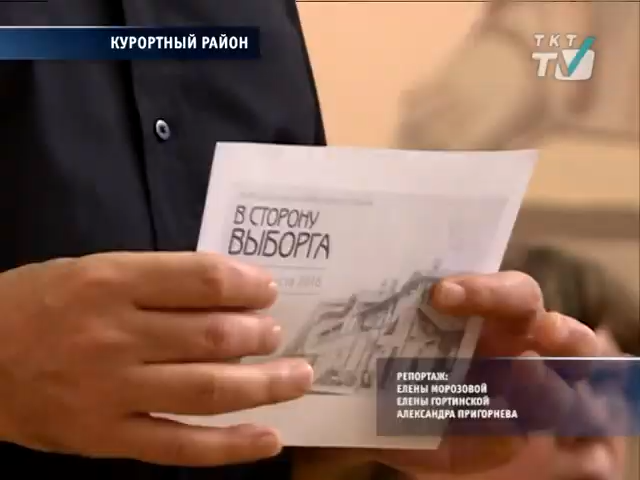 КУРОРТНЫЙ РАЙОН
ТКТ
TV
В СТОРОНУ
ВЫБОРГА
РЕПОРТАЖ:
ЕЛЕНЫ МОРОЗОВОЙ
ЕЛЕНЫ ГОРТИНСКОЙ
АЛЕКСАНДРА ПРИГОРНЕВА